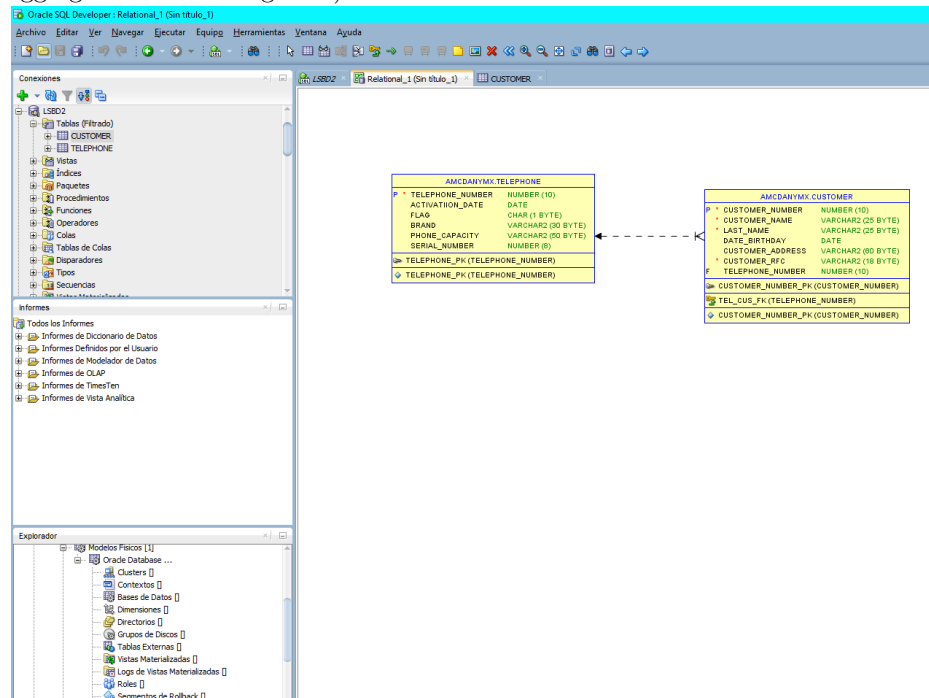 Oracle SQL Developer : Relational_1 (Sin título_1)
Archivo Editar Ver Navegar Ejecutar Equipo Herramientas Ventana Ayuda
Conexiones
LSBD2
Relational_1 (Sin título_1)
CUSTOMER
LSBD2
Tablas (Filtrado)
CUSTOMER
TELEPHONE
Vistas
Índices
Paquetes
Procedimientos
Funciones
Operadores
Colas
Tablas de Colas
Disparadores
Tipos
Secuencias
Vistas Materializadas
AMCDANYMX.TELEPHONE
P * TELEPHONE_NUMBER NUMBER (10)
ACTIVATIION_DATE DATE
FLAG CHAR (1 BYTE)
BRAND VARCHAR2 (30 BYTE)
PHONE_CAPACITY VARCHAR2 (50 BYTE)
SERIAL_NUMBER NUMBER (8)
TELEPHONE_PK (TELEPHONE_NUMBER)
TELEPHONE_PK (TELEPHONE_NUMBER)
AMCDANYMX.CUSTOMER
P * CUSTOMER_NUMBER NUMBER (10)
* CUSTOMER_NAME VARCHAR2 (25 BYTE)
* LAST_NAME VARCHAR2 (25 BYTE)
DATE_BIRTHDAY DATE
CUSTOMER_ADDRESS VARCHAR2 (60 BYTE)
* CUSTOMER_RFC VARCHAR2 (18 BYTE)
F TELEPHONE_NUMBER NUMBER (10)
CUSTOMER_NUMBER_PK (CUSTOMER_NUMBER)
TEL_CUS_FK (TELEPHONE_NUMBER)
CUSTOMER_NUMBER_PK (CUSTOMER_NUMBER)
Informes
Todos los Informes
Informes de Diccionario de Datos
Informes Definidos por el Usuario
Informes de Modelador de Datos
Informes de OLAP
Informes de TimesTen
Informes de Vista Analítica
Explorador
Modelos Físicos [1]
Oracle Database ...
Clusters []
Contextos []
Bases de Datos []
Dimensiones []
Directorios []
Grupos de Discos []
Tablas Externas []
Vistas Materializadas []
Logs de Vistas Materializadas []
Roles []
Segmentos de Rollback []